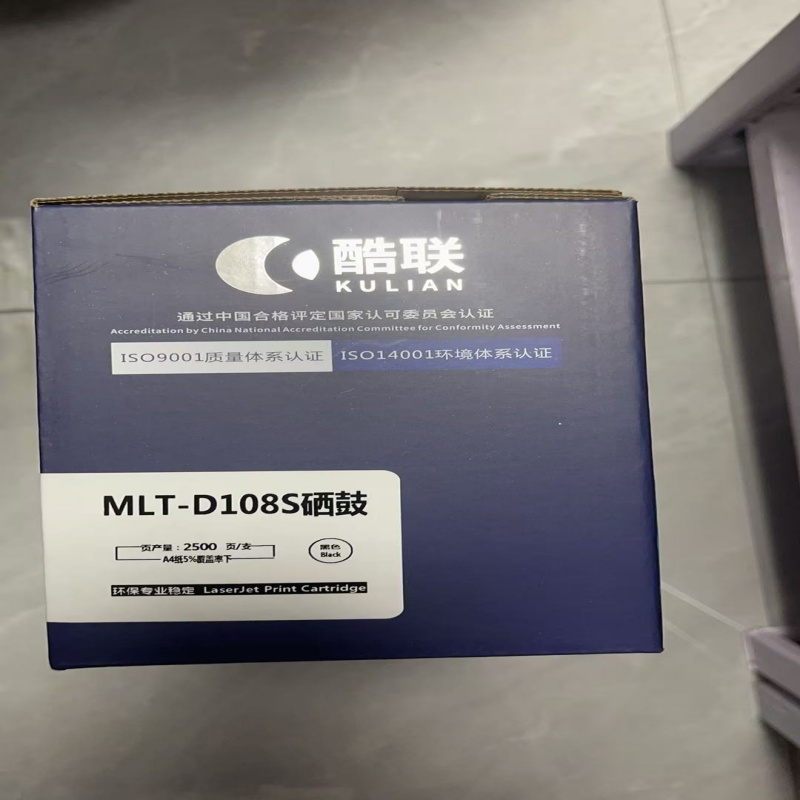 酷联
KULIAN
通过中国合格评定国家认可委员会认证
Accreditation by China National Accreditation Committee for Conformity Assessment
ISO9001质量体系认证 ISO14001环境体系认证
MLT-D108S硒鼓
页产量：2500 页/支
A4纸5%覆盖率下
黑色
Black
环保专业稳定 LaserJet Print Cartridge